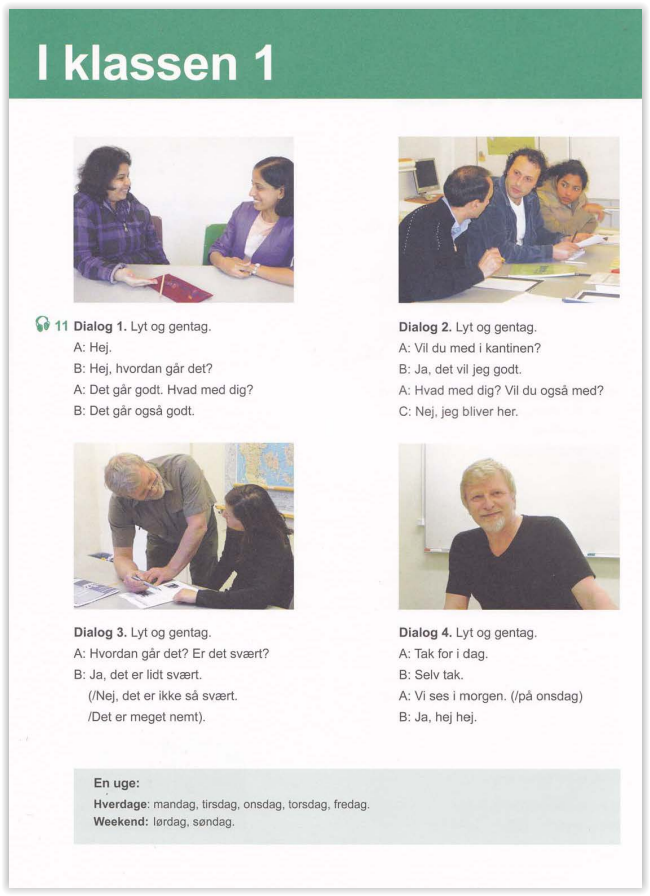 I klassen 1
11 Dialog 1. Lyt og gentag.
A: Hej.
B: Hej, hvordan går det?
A: Det går godt. Hvad med dig?
B: Det går også godt.
Dialog 2. Lyt og gentag.
A: Vil du med i kantinen?
B: Ja, det vil jeg godt.
A: Hvad med dig? Vil du også med?
C: Nej, jeg bliver her.
Dialog 3. Lyt og gentag.
A: Hvordan går det? Er det svært?
B: Ja, det er lidt svært.
(/Nej, det er ikke så svært.
/Det er meget nemt).
Dialog 4. Lyt og gentag.
A: Tak for i dag.
B: Selv tak.
A: Vi ses i morgen. (/på onsdag)
B: Ja, hej hej.
En uge:
Hverdage: mandag, tirsdag, onsdag, torsdag, fredag.
Weekend: lørdag, søndag.